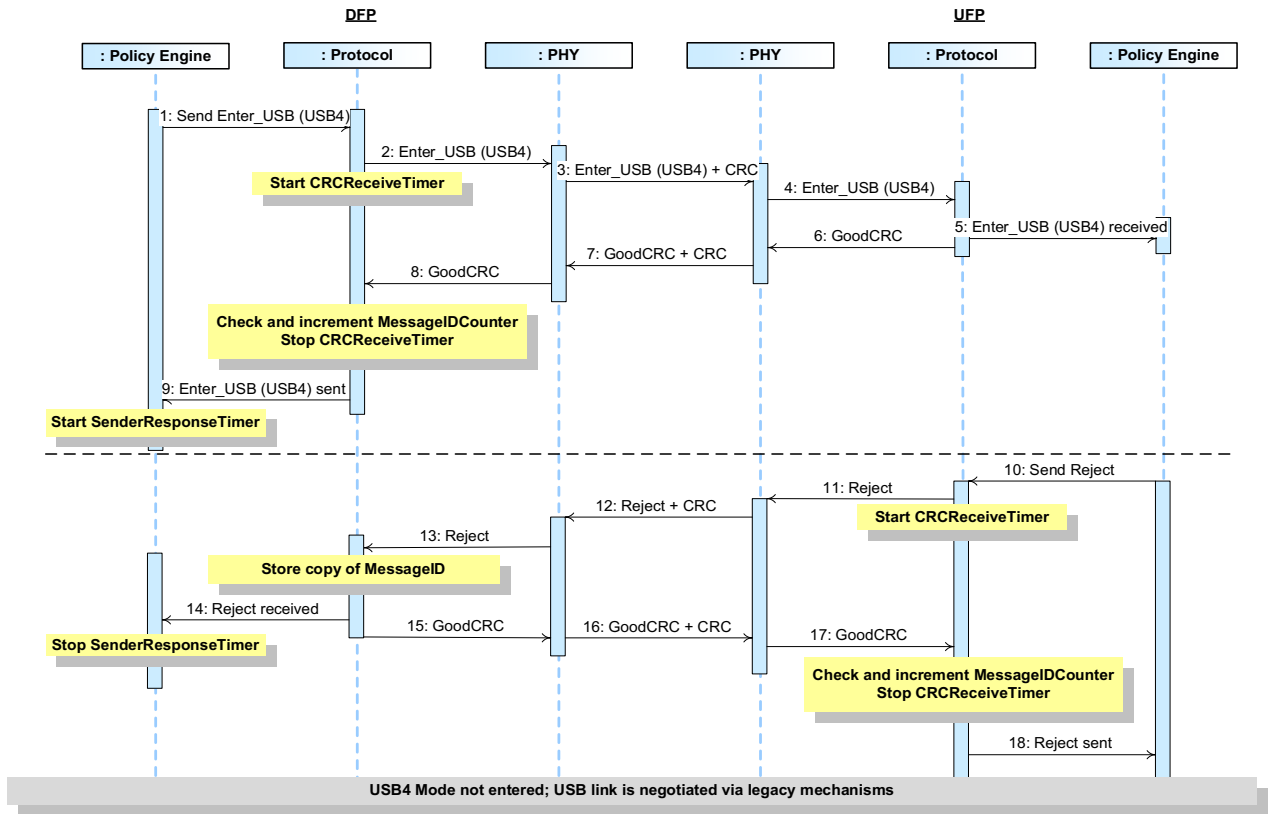 DFP
UFP
: Policy Engine
: Protocol
: PHY
: PHY
: Protocol
: Policy Engine
1: Send Enter_USB (USB4)
2: Enter_USB (USB4)
3: Enter_USB (USB4) + CRC
Start CRCReceiveTimer
4: Enter_USB (USB4)
5: Enter_USB (USB4) received
6: GoodCRC
7: GoodCRC + CRC
8: GoodCRC
Check and increment MessageIDCounter
Stop CRCReceiveTimer
9: Enter_USB (USB4) sent
Start SenderResponseTimer
10: Send Reject
11: Reject
12: Reject + CRC
Start CRCReceiveTimer
13: Reject
Store copy of MessageID
14: Reject received
15: GoodCRC
16: GoodCRC + CRC
17: GoodCRC
Stop SenderResponseTimer
Check and increment MessageIDCounter
Stop CRCReceiveTimer
18: Reject sent
USB4 Mode not entered; USB link is negotiated via legacy mechanisms